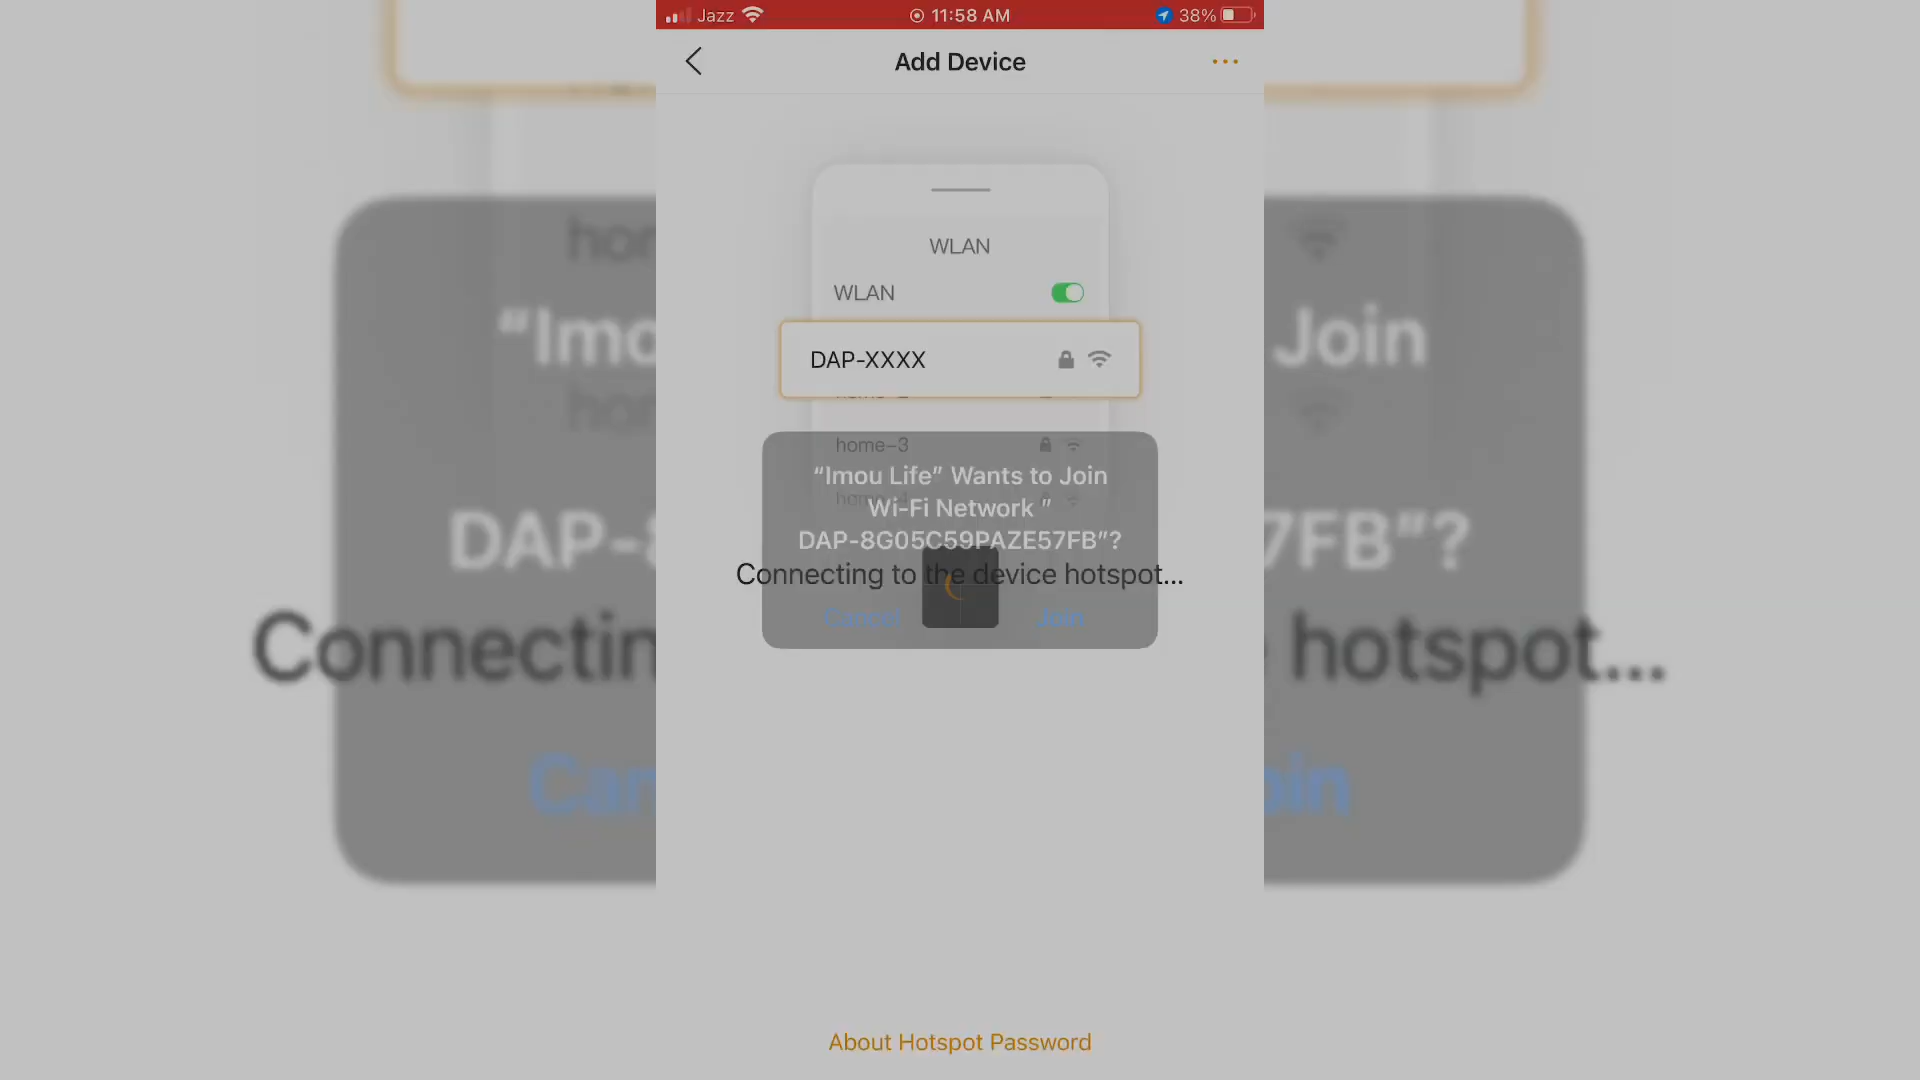 Jazz 11:58 AM 38%
Add Device
WLAN
WLAN
DAP-XXXX
home-3
“Imou Life” Wants to Join
Wi-Fi Network “
DAP-8G05C59PAZE57FB”?
Connecting to the device hotspot...
Cancel Join
About Hotspot Password